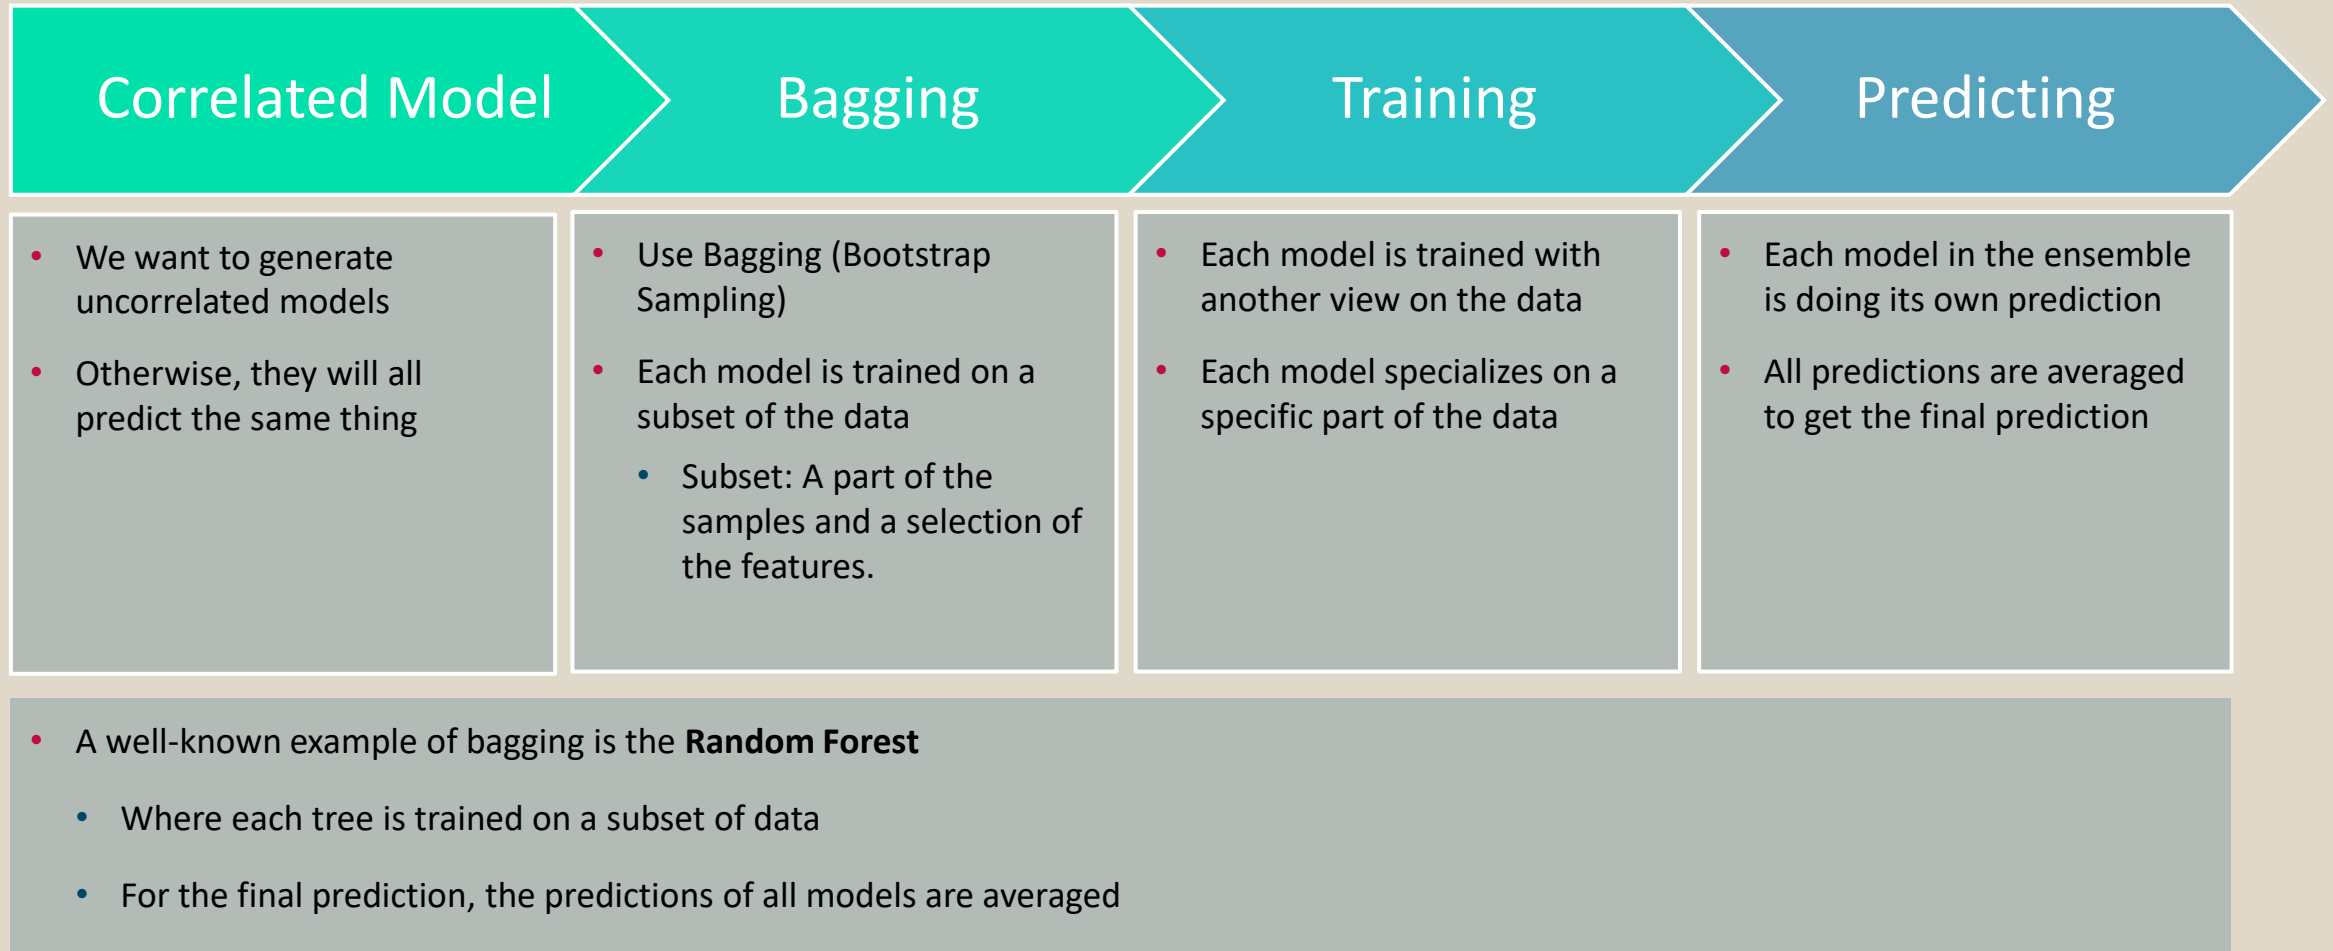 Correlated Model
Bagging
Training
Predicting
• We want to generate
uncorrelated models
• Otherwise, they will all
predict the same thing
• Use Bagging (Bootstrap
Sampling)
• Each model is trained on a
subset of the data
• Subset: A part of the
samples and a selection of
the features.
• Each model is trained with
another view on the data
• Each model specializes on a
specific part of the data
• Each model in the ensemble
is doing its own prediction
• All predictions are averaged
to get the final prediction
• A well-known example of bagging is the Random Forest
• Where each tree is trained on a subset of data
• For the final prediction, the predictions of all models are averaged